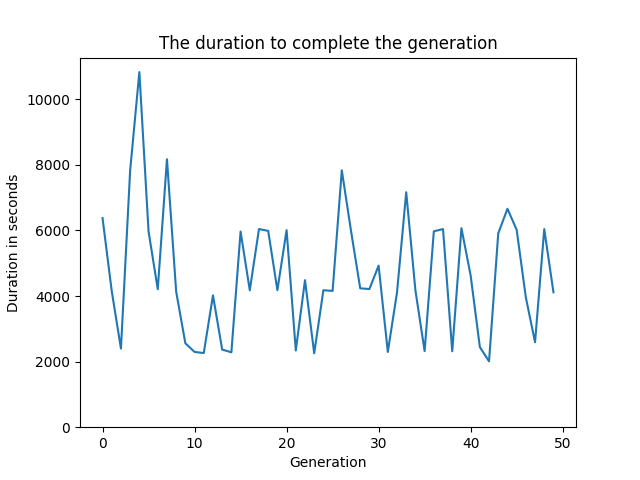 The duration to complete the generation
Duration in seconds
10000
8000
6000
4000
2000
0
0 10 20 30 40 50
Generation